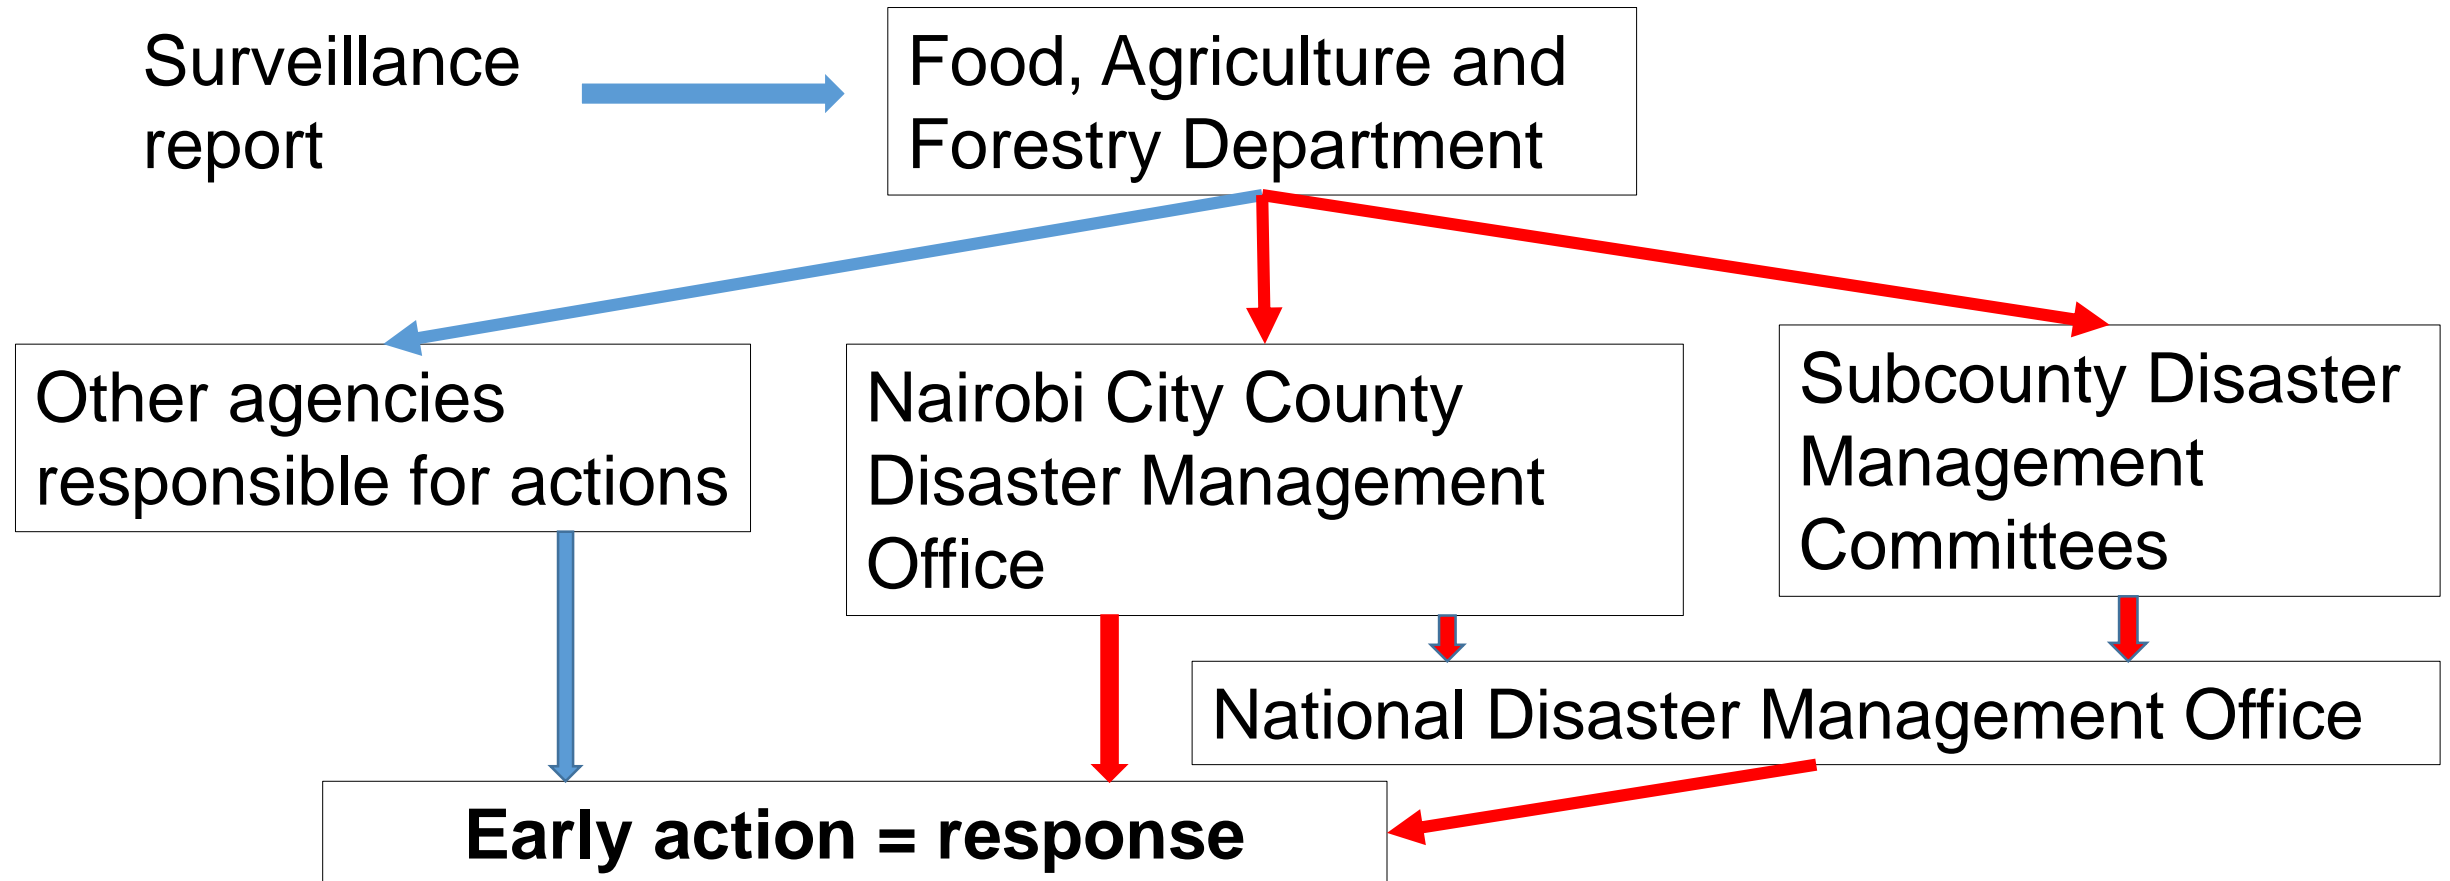 Surveillance
report
Food, Agriculture and
Forestry Department
Other agencies
responsible for actions
Nairobi City County
Disaster Management
Office
Subcounty Disaster
Management
Committees
National Disaster Management Office
Early action = response